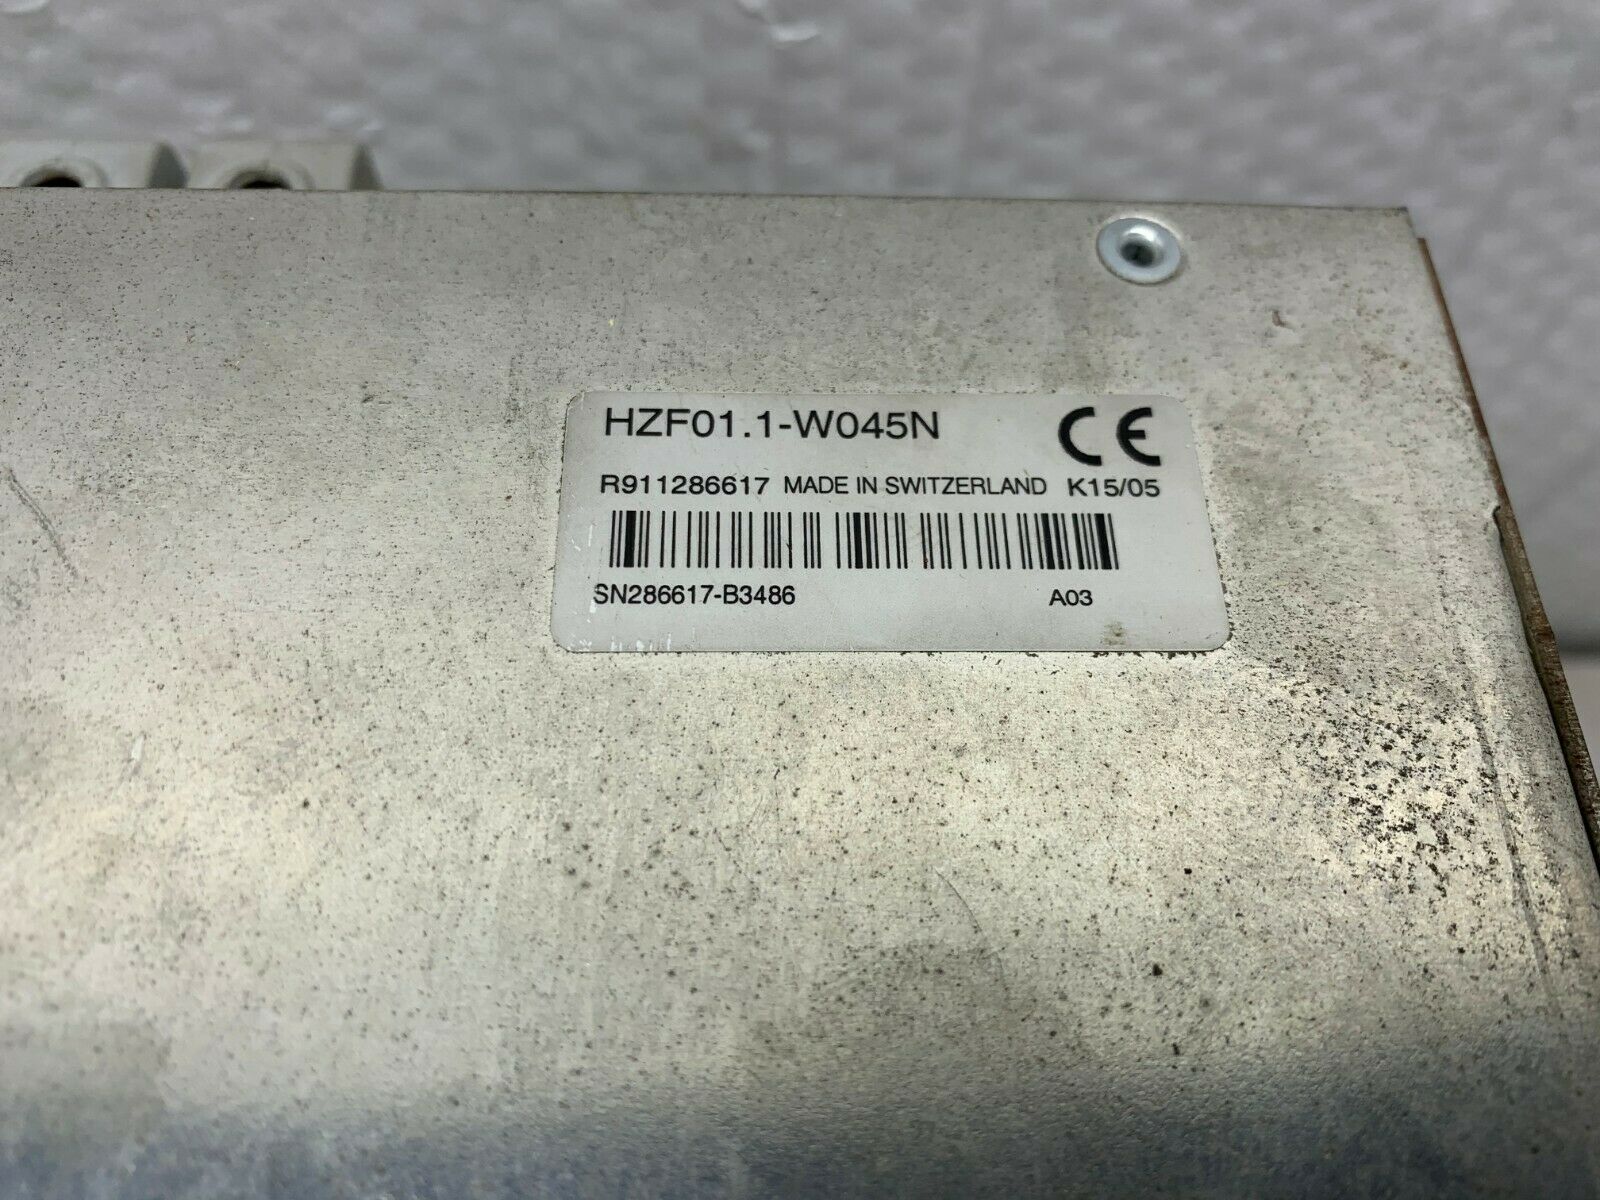 HZF01.1-W045N CE
R911286617 MADE IN SWITZERLAND K15/05
SN286617-B3486 A03